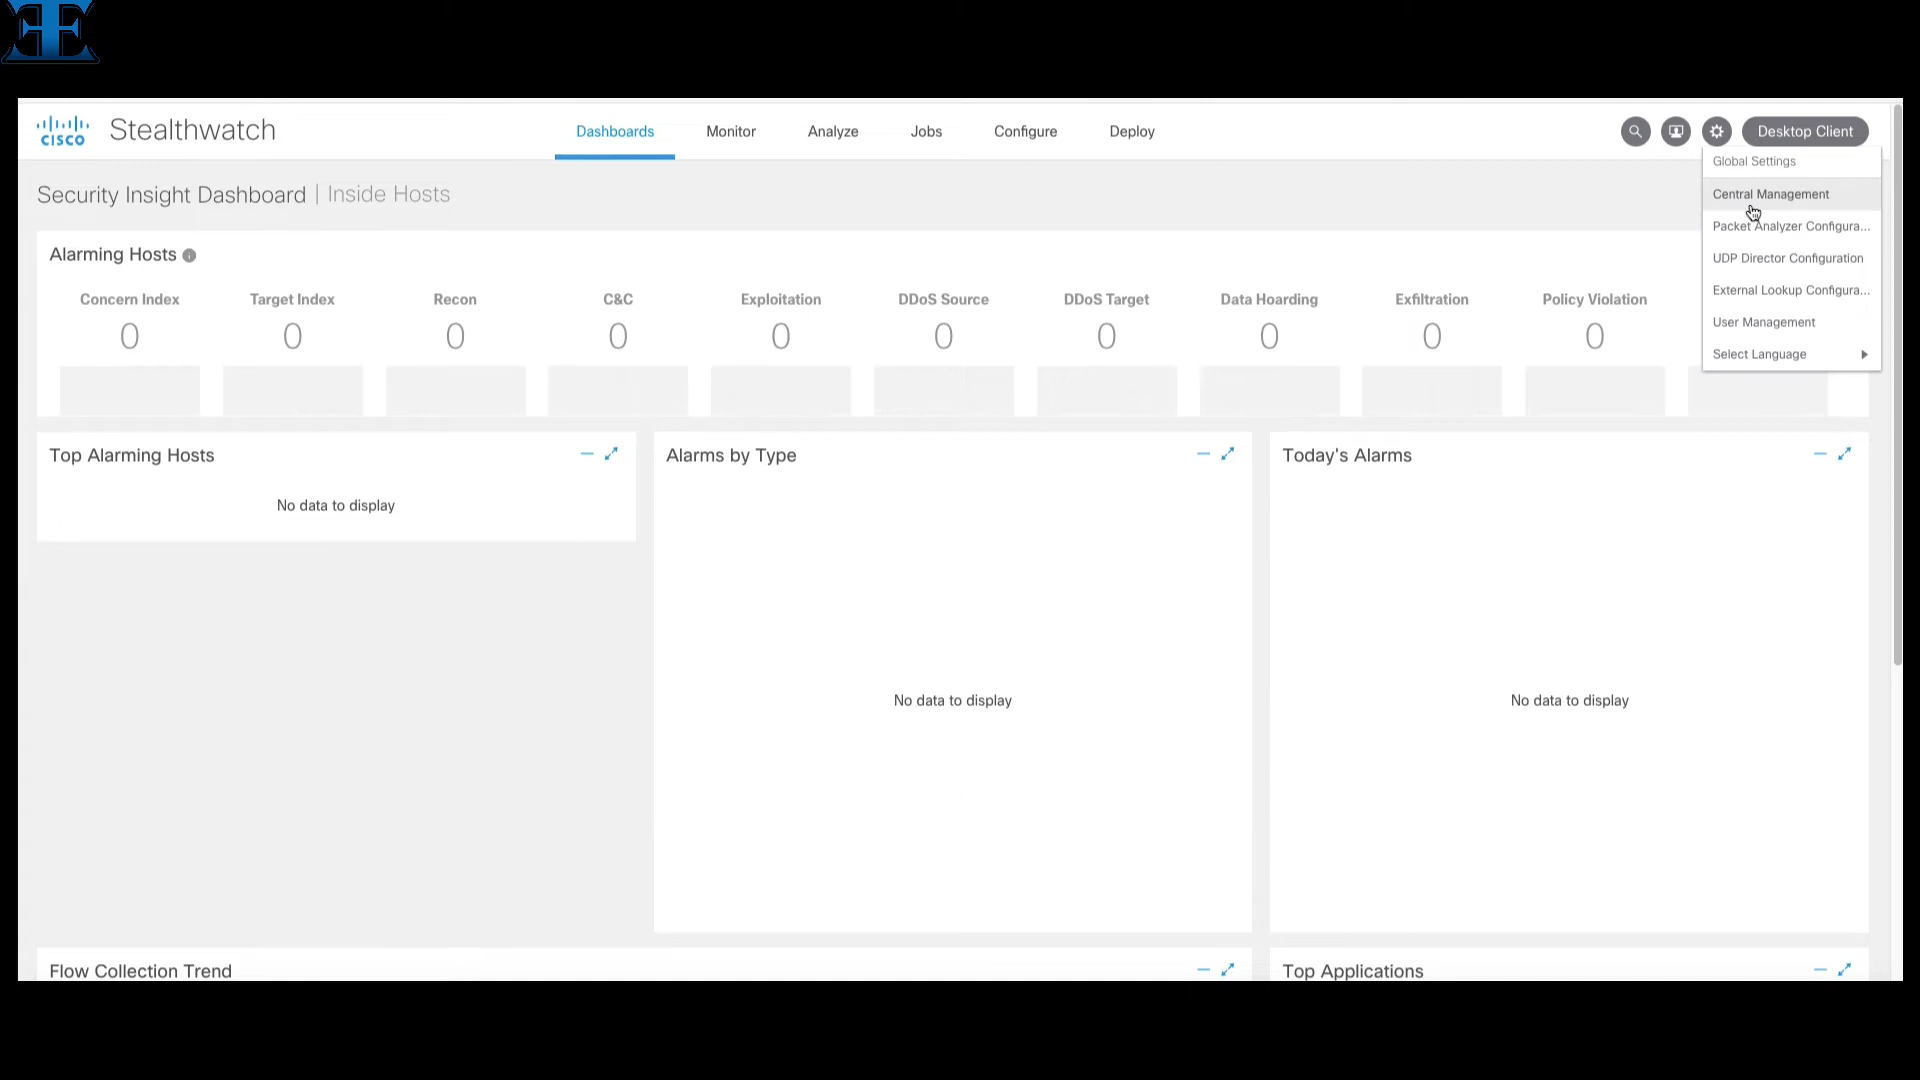 CISCO Stealthwatch
Dashboards Monitor Analyze Jobs Configure Deploy
Desktop Client
Global Settings
Central Management
Packet Analyzer Configura...
UDP Director Configuration
External Lookup Configura...
User Management
Select Language
Security Insight Dashboard | Inside Hosts
Alarming Hosts
Concern Index Target Index Recon C&C Exploitation DDoS Source DDoS Target Data Hoarding Exfiltration Policy Violation
0 0 0 0 0 0 0 0 0 0
Top Alarming Hosts
No data to display
Alarms by Type
No data to display
Today's Alarms
No data to display
Flow Collection Trend
Top Applications